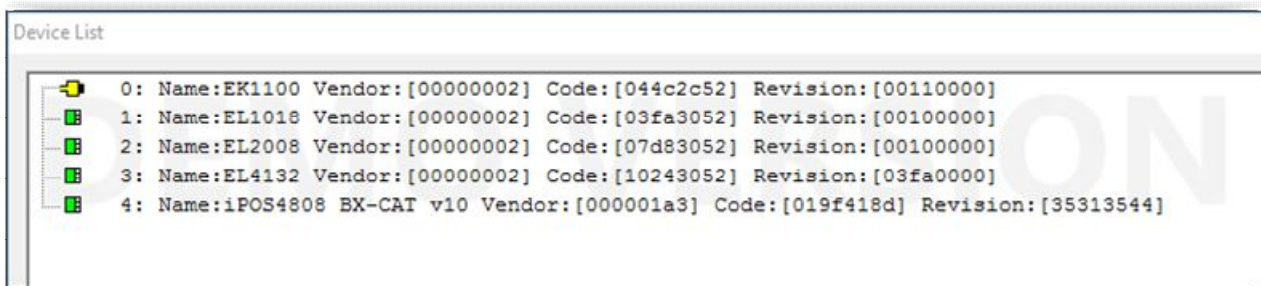 Device List
0: Name:EK1100 Vendor:[00000002] Code:[044c2c52] Revision:[00110000]
1: Name:EL1018 Vendor:[00000002] Code:[03fa3052] Revision:[00100000]
2: Name:EL2008 Vendor:[00000002] Code:[07d83052] Revision:[00100000]
3: Name:EL4132 Vendor:[00000002] Code:[10243052] Revision:[03fa0000]
4: Name:iPOS4808 BX-CAT v10 Vendor:[000001a3] Code:[019f418d] Revision:[35313544]
DEMO VERSION